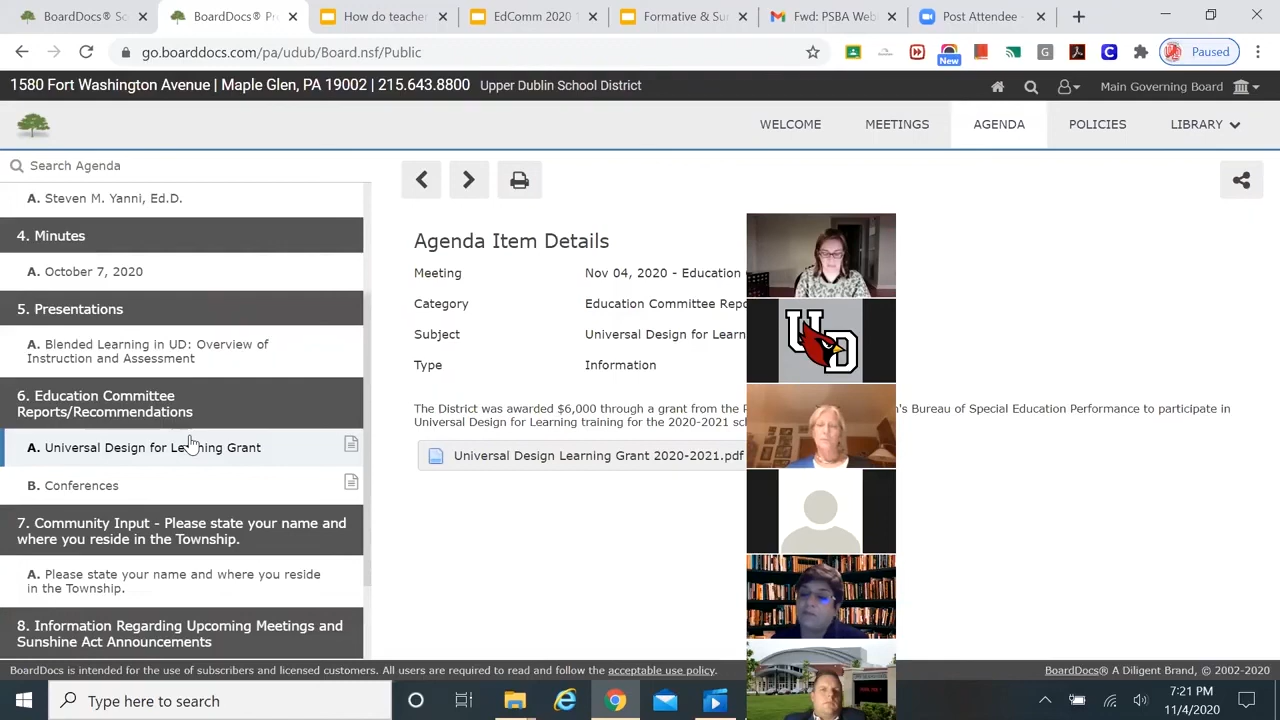 BoardDocs® Sc
BoardDocs® Pr
How do teacher
EdComm 2020 1
Formative & Su
Fwd: PSBA Web
Post Attendee -
go.boarddocs.com/pa/udub/Board.nsf/Public
New
Paused
1580 Fort Washington Avenue | Maple Glen, PA 19002 | 215.643.8800 Upper Dublin School District
Main Governing Board
WELCOME MEETINGS AGENDA POLICIES LIBRARY
Search Agenda
A. Steven M. Yanni, Ed.D.
4. Minutes
A. October 7, 2020
5. Presentations
A. Blended Learning in UD: Overview of
Instruction and Assessment
6. Education Committee
Reports/Recommendations
A. Universal Design for Learning Grant
B. Conferences
7. Community Input - Please state your name and
where you reside in the Township.
A. Please state your name and where you reside
in the Township.
8. Information Regarding Upcoming Meetings and
Sunshine Act Announcements
Agenda Item Details
Meeting Nov 04, 2020 - Education
Category Education Committee Repo
Subject Universal Design for Learn
Type Information
The District was awarded $6,000 through a grant from the 's Bureau of Special Education Performance to participate in
Universal Design for Learning training for the 2020-2021 sc
Universal Design Learning Grant 2020-2021.pdf
UD
BoardDocs is intended for the use of subscribers and licensed customers. All users are required to read and follow the acceptable use policy.
BoardDocs® A Diligent Brand, © 2002-2020
Type here to search
7:21 PM
11/4/2020